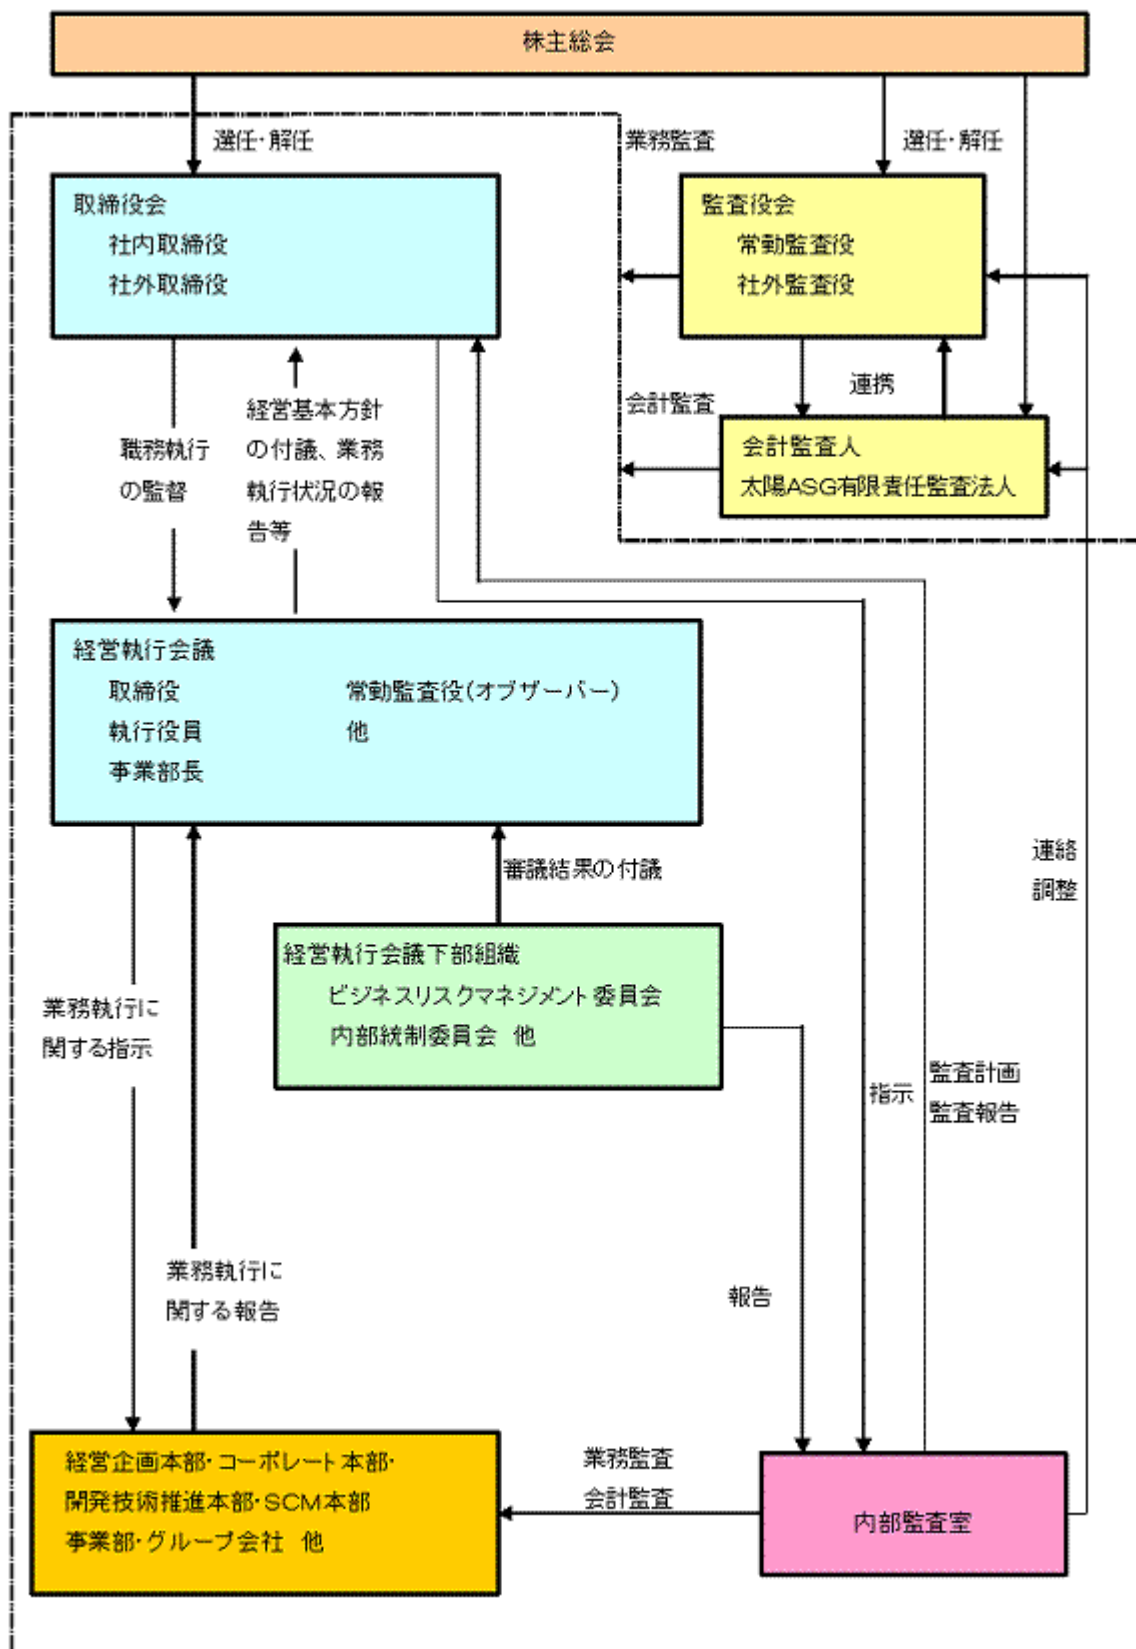 株主総会
選任・解任
業務監査
選任・解任
取締役会
社内取締役
社外取締役
監査役会
常勤監査役
社外監査役
連携
会計監査
会計監査人
太陽ASG有限責任監査法人
職務執行
の監督
経営基本方針
の付議、業務
執行状況の報
告等
経営執行会議
取締役
常勤監査役(オブザーバー)
執行役員
他
事業部長
審議結果の付議
連絡
調整
経営執行会議下部組織
ビジネスリスクマネジメント委員会
内部統制委員会 他
業務執行に
関する指示
指示
監査計画
監査報告
業務執行に
関する報告
報告
経営企画本部・コーポレート本部・
開発技術推進本部・SCM本部
事業部・グループ会社 他
業務監査
会計監査
内部監査室